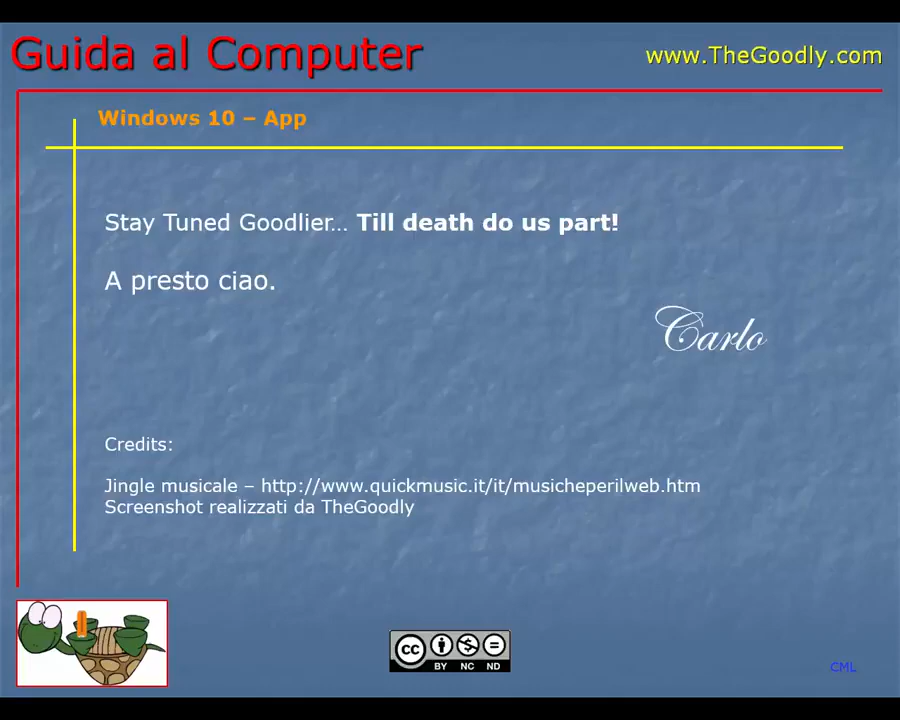 Guida al Computer
www.TheGoodly.com
Windows 10 – App
Stay Tuned Goodlier... Till death do us part!
A presto ciao.
Carlo
Credits:
Jingle musicale – http://www.quickmusic.it/it/musicheperilweb.htm
Screenshot realizzati da TheGoodly
cc
BY NC ND
CML